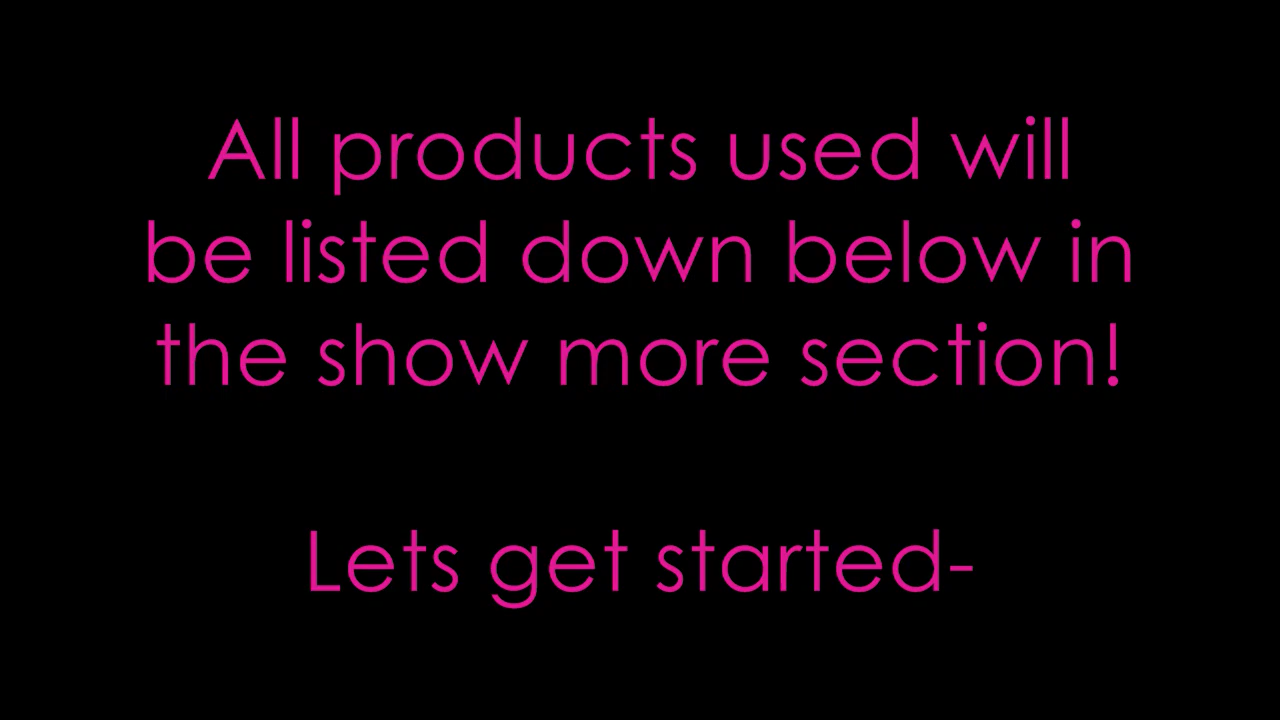 All products used will
be listed down below in
the show more section!
Lets get started-